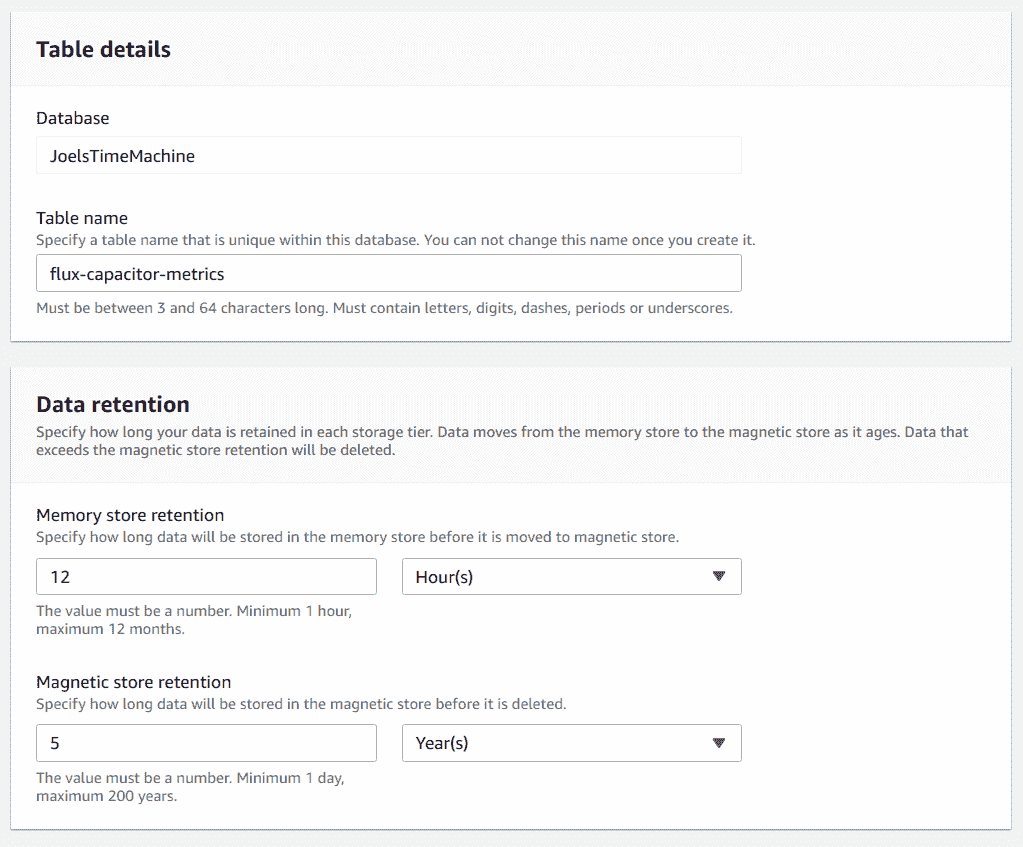 Table details
Database
JoelsTimeMachine
Table name
Specify a table name that is unique within this database. You can not change this name once you create it.
flux-capacitor-metrics
Must be between 3 and 64 characters long. Must contain letters, digits, dashes, periods or underscores.
Data retention
Specify how long your data is retained in each storage tier. Data moves from the memory store to the magnetic store as it ages. Data that
exceeds the magnetic store retention will be deleted.
Memory store retention
Specify how long data will be stored in the memory store before it is moved to magnetic store.
12 Hour(s)
The value must be a number. Minimum 1 hour,
maximum 12 months.
Magnetic store retention
Specify how long data will be stored in the magnetic store before it is deleted.
5 Year(s)
The value must be a number. Minimum 1 day,
maximum 200 years.